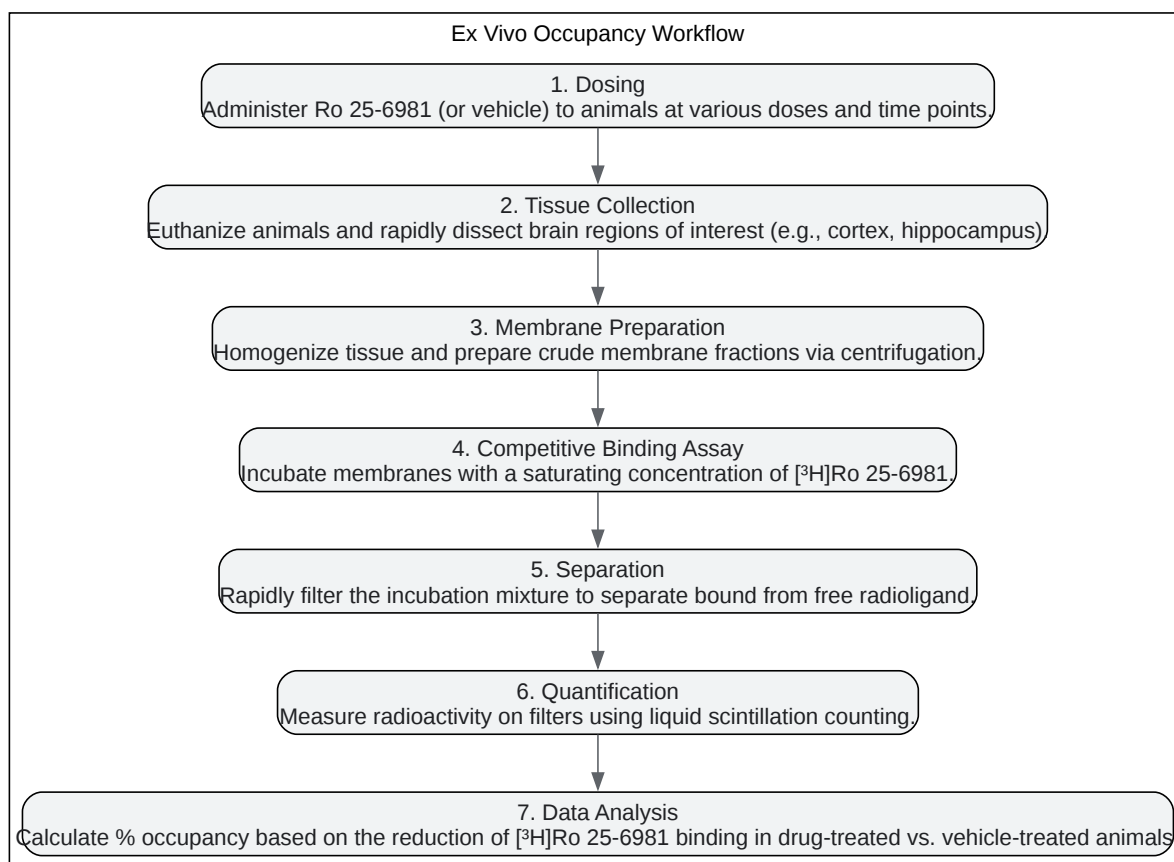 Ex Vivo Occupancy Workflow
1. Dosing
Administer Ro 25-6981 (or vehicle) to animals at various doses and time points.
2. Tissue Collection
Euthanize animals and rapidly dissect brain regions of interest (e.g., cortex, hippocampus)
3. Membrane Preparation
Homogenize tissue and prepare crude membrane fractions via centrifugation.
4. Competitive Binding Assay
Incubate membranes with a saturating concentration of [³H]Ro 25-6981.
5. Separation
Rapidly filter the incubation mixture to separate bound from free radioligand.
6. Quantification
Measure radioactivity on filters using liquid scintillation counting.
7. Data Analysis
Calculate % occupancy based on the reduction of [³H]Ro 25-6981 binding in drug-treated vs. vehicle-treated animals